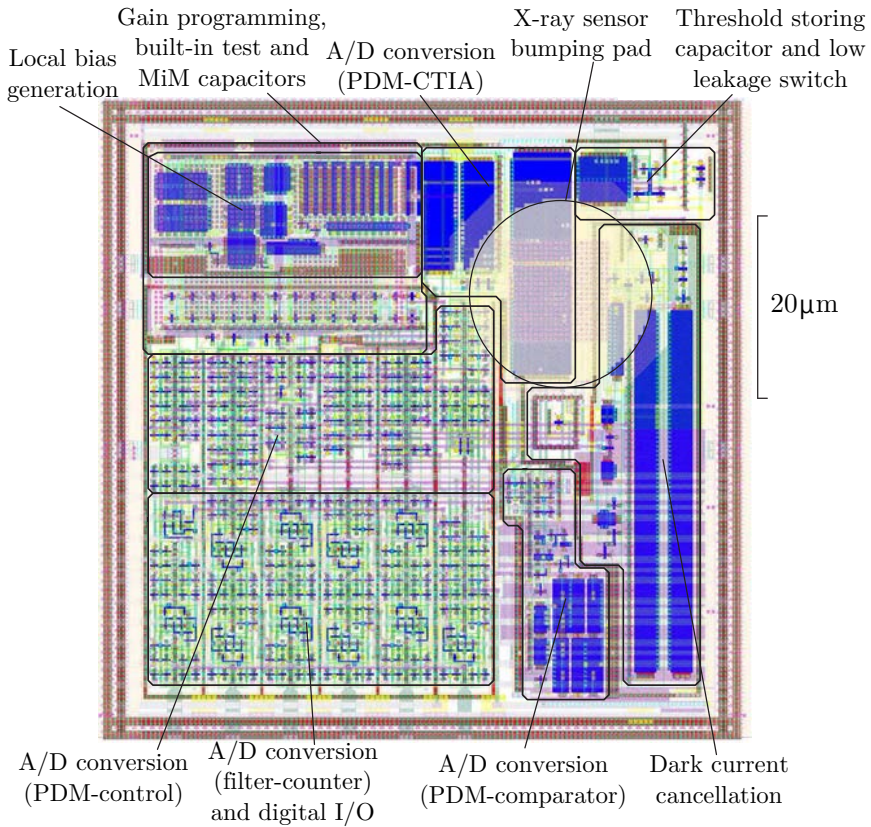 Local bias
generation
Gain programming,
built-in test and
MiM capacitors
A/D conversion
(PDM-CTIA)
X-ray sensor
bumping pad
Threshold storing
capacitor and low
leakage switch
20μm
A/D conversion
(PDM-control)
A/D conversion
(filter-counter)
and digital I/O
A/D conversion
(PDM-comparator)
Dark current
cancellation